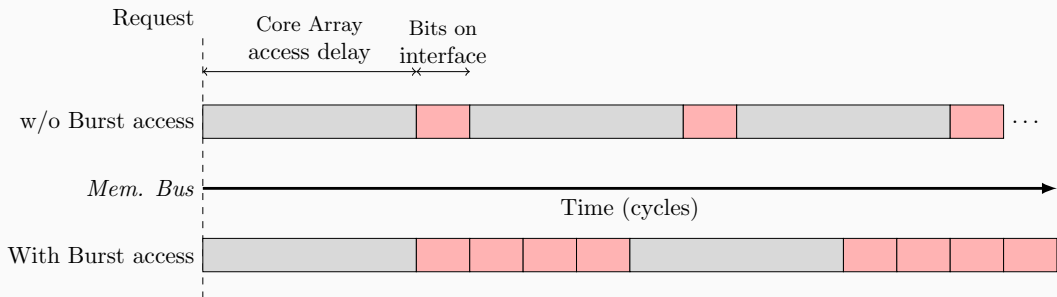 Request
Core Array
access delay
Bits on
interface
w/o Burst access
...
Mem. Bus
Time (cycles)
With Burst access